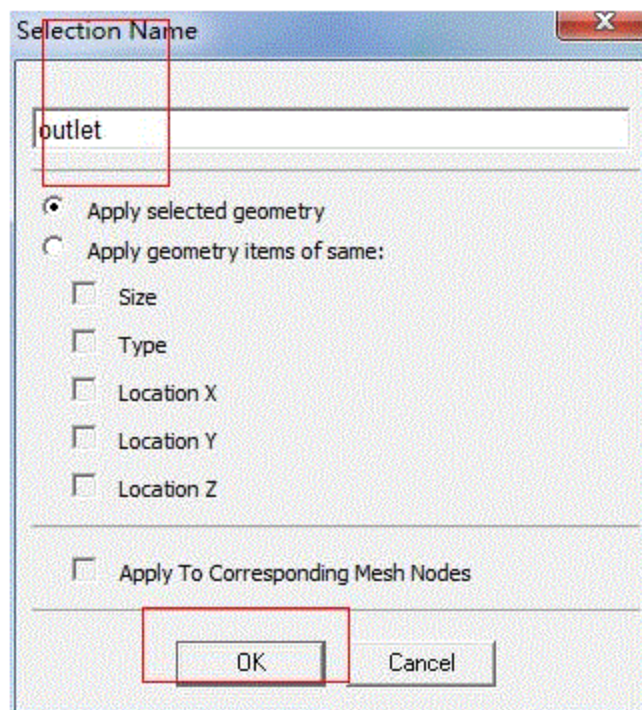 Selection Name
outlet
Apply selected geometry
Apply geometry items of same:
Size
Type
Location X
Location Y
Location Z
Apply To Corresponding Mesh Nodes
OK Cancel